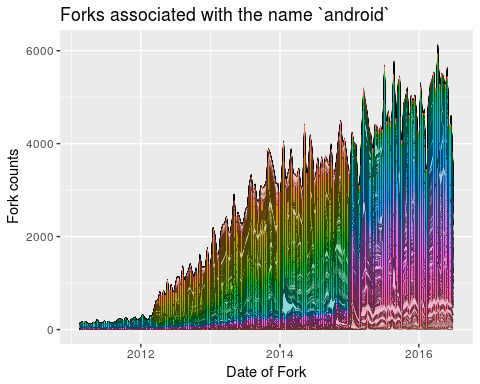 Forks associated with the name `android`
6000
4000
2000
0
Fork counts
2012
2014
2016
Date of Fork